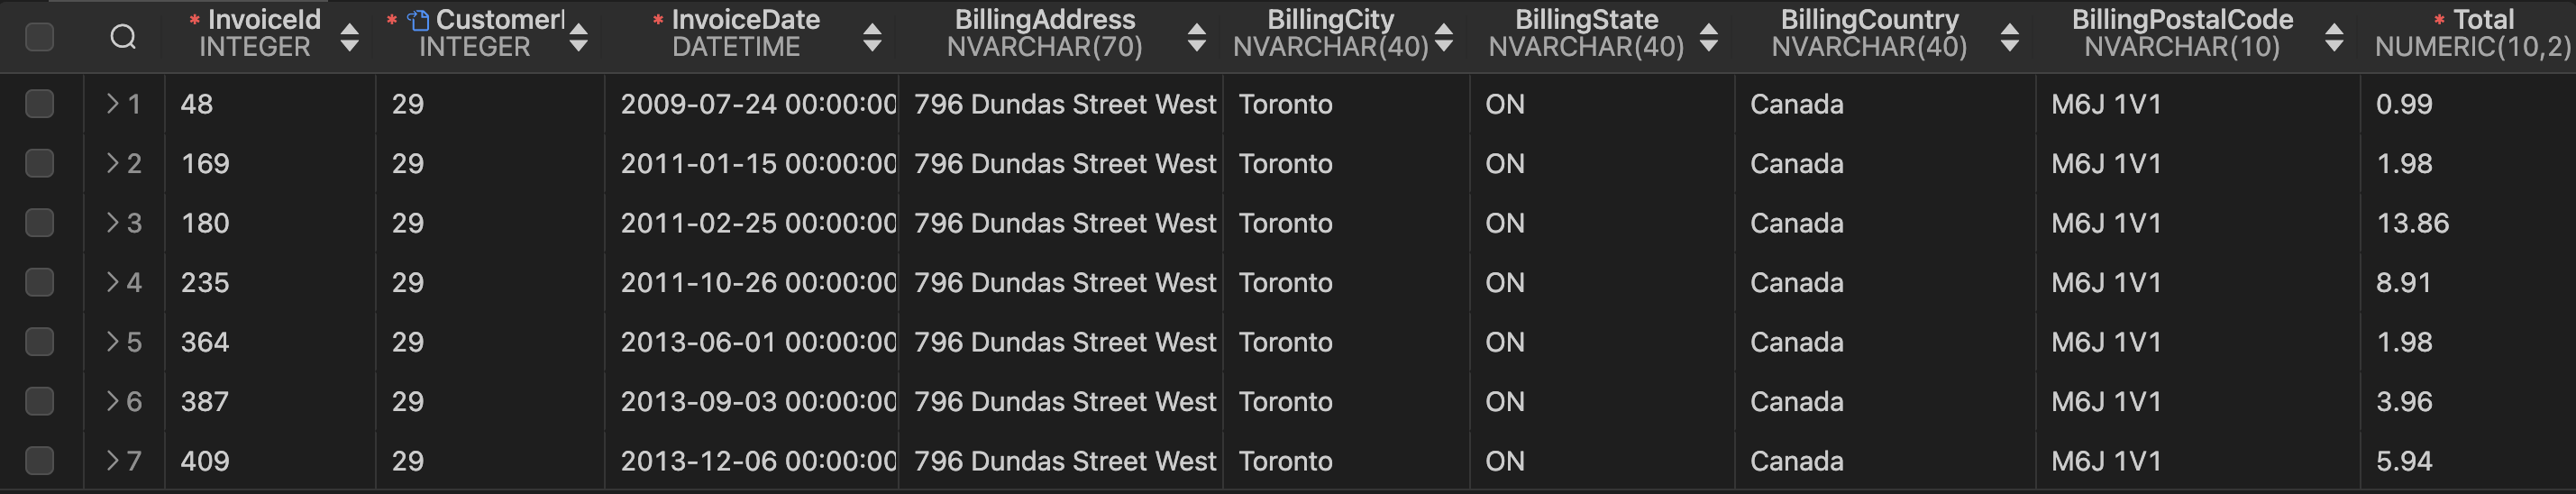 * InvoiceId * CustomerI * InvoiceDate BillingAddress BillingCity BillingState BillingCountry BillingPostalCode * Total
INTEGER INTEGER DATETIME NVARCHAR(70) NVARCHAR(40) NVARCHAR(40) NVARCHAR(40) NVARCHAR(10) NUMERIC(10,2)
1 48 29 2009-07-24 00:00:00 796 Dundas Street West Toronto ON Canada M6J 1V1 0.99
2 169 29 2011-01-15 00:00:00 796 Dundas Street West Toronto ON Canada M6J 1V1 1.98
3 180 29 2011-02-25 00:00:00 796 Dundas Street West Toronto ON Canada M6J 1V1 13.86
4 235 29 2011-10-26 00:00:00 796 Dundas Street West Toronto ON Canada M6J 1V1 8.91
5 364 29 2013-06-01 00:00:00 796 Dundas Street West Toronto ON Canada M6J 1V1 1.98
6 387 29 2013-09-03 00:00:00 796 Dundas Street West Toronto ON Canada M6J 1V1 3.96
7 409 29 2013-12-06 00:00:00 796 Dundas Street West Toronto ON Canada M6J 1V1 5.94